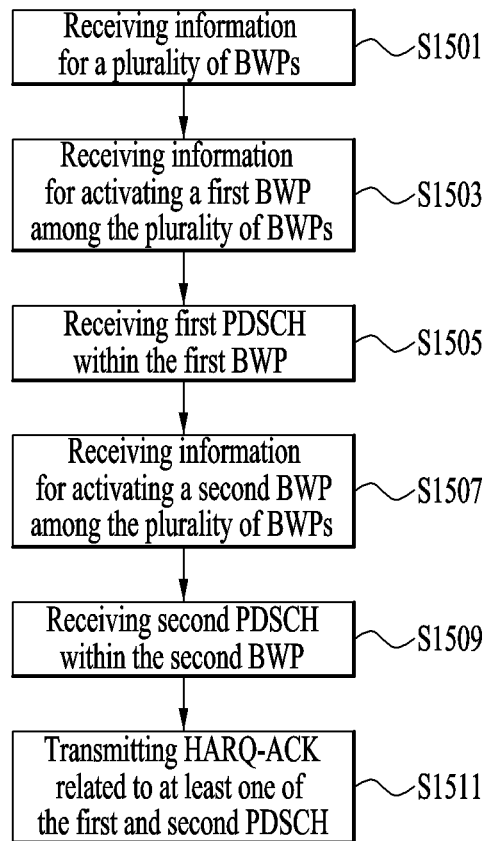 Receiving information
for a plurality of BWPs
S1501
Receiving information
for activating a first BWP
among the plurality of BWPs
S1503
Receiving first PDSCH
within the first BWP
S1505
Receiving information
for activating a second BWP
among the plurality of BWPs
S1507
Receiving second PDSCH
within the second BWP
S1509
Transmitting HARQ-ACK
related to at least one of
the first and second PDSCH
S1511